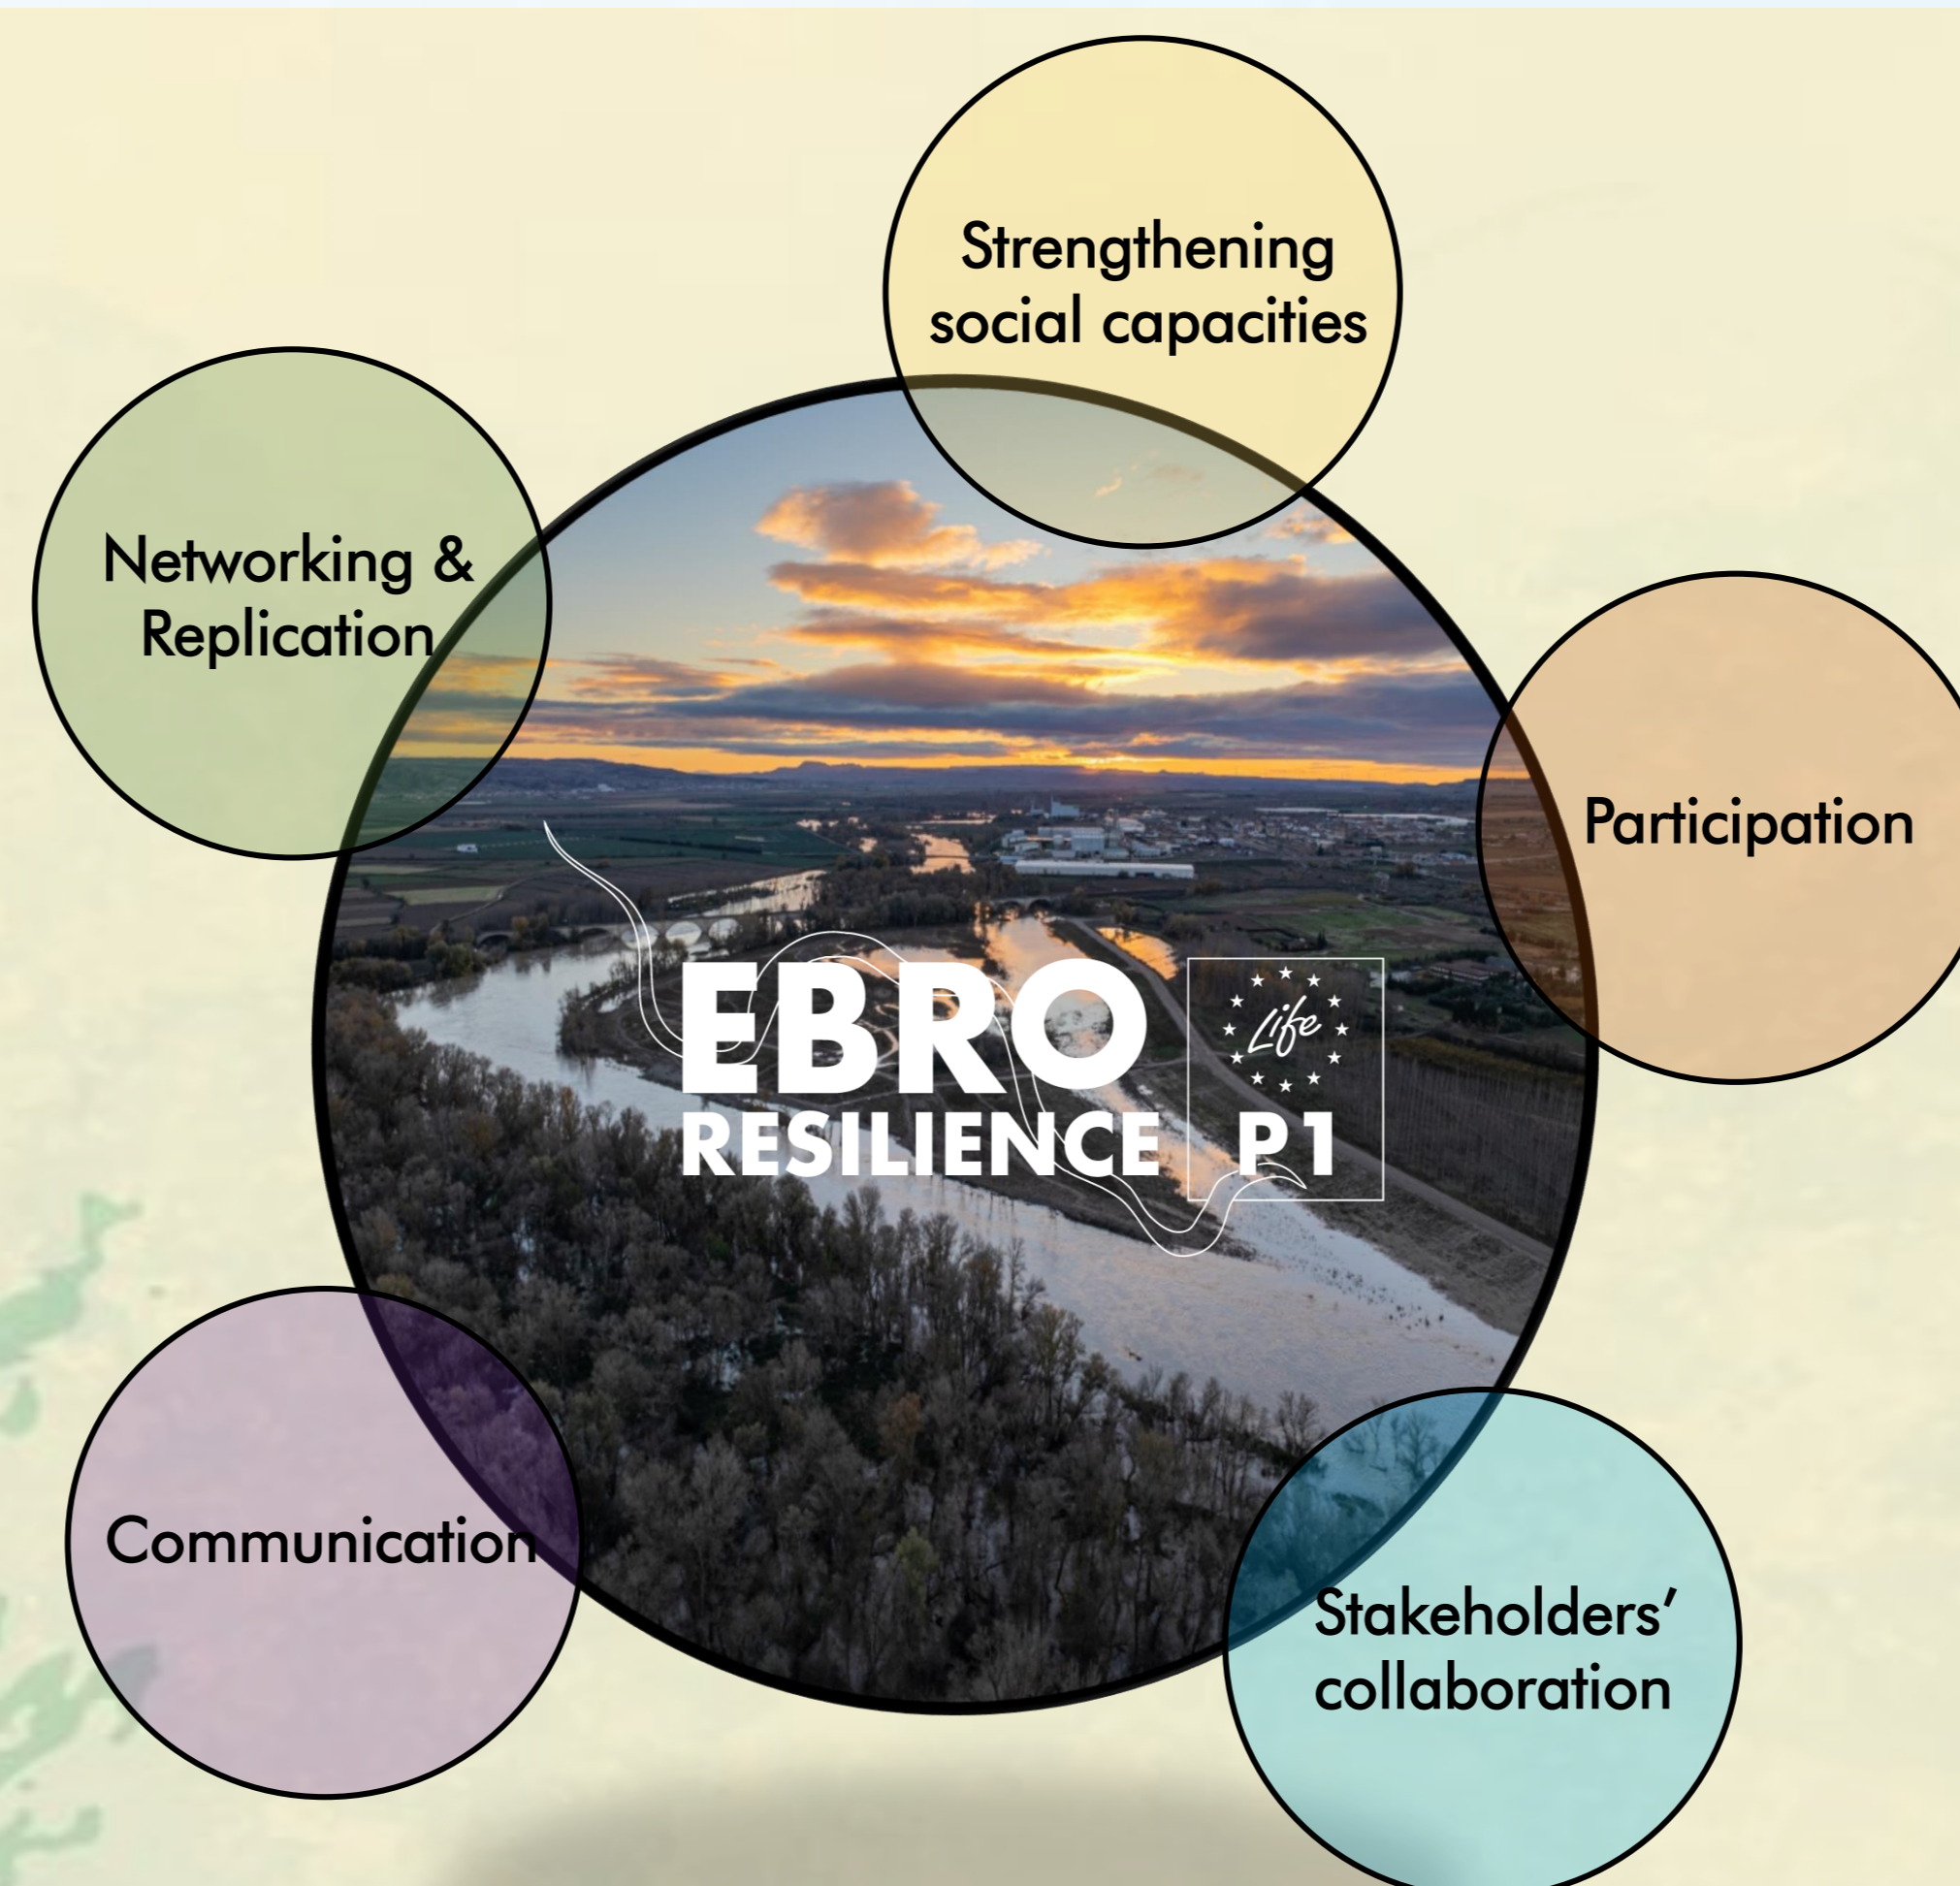 Strengthening
social capacities
Networking &
Replication
Participation
EBRO
RESILIENCE
Life
P1
Communication
Stakeholders’
collaboration